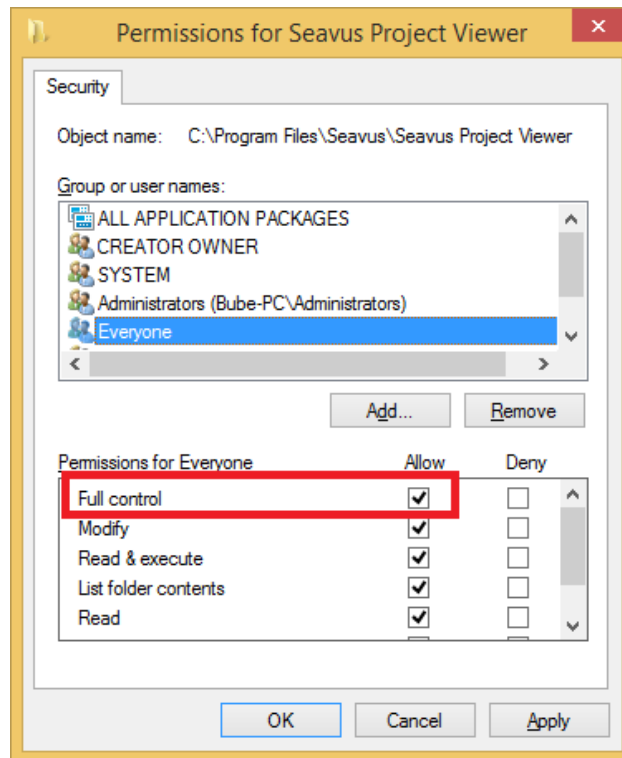 Permissions for Seavus Project Viewer
Security
Object name: C:\Program Files\Seavus\Seavus Project Viewer
Group or user names:
ALL APPLICATION PACKAGES
CREATOR OWNER
SYSTEM
Administrators (Bube-PC\Administrators)
Everyone
Add... Remove
Permissions for Everyone Allow Deny
Full control
Modify
Read & execute
List folder contents
Read
OK Cancel Apply